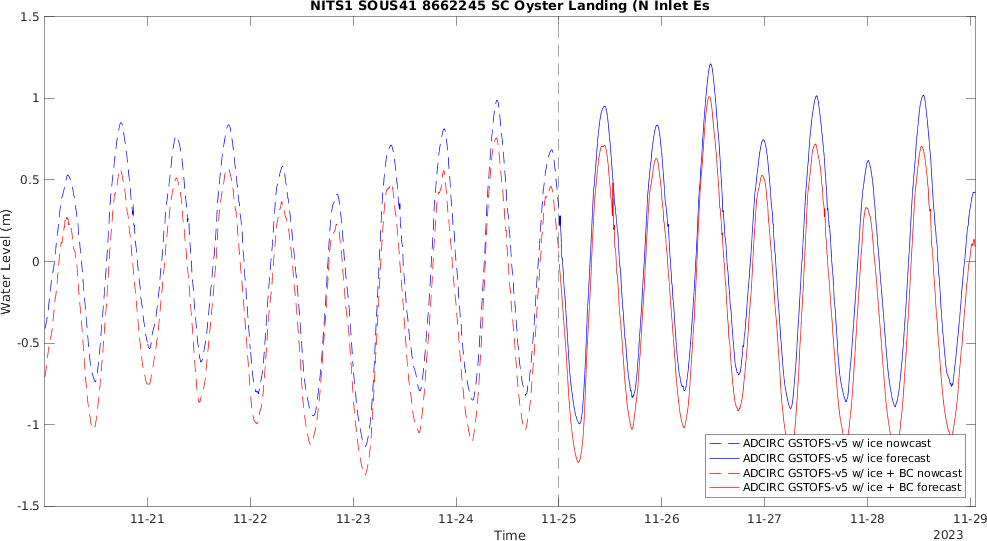 NITS1 SOUS41 8662245 SC Oyster Landing (N Inlet Es
Water Level (m)
1.5
1
0.5
0
-0.5
-1
-1.5
ADCIRC GSTOFS-v5 w/ ice nowcast
ADCIRC GSTOFS-v5 w/ ice forecast
ADCIRC GSTOFS-v5 w/ ice + BC nowcast
ADCIRC GSTOFS-v5 w/ ice + BC forecast
11-21 11-22 11-23 11-24 11-25 11-26 11-27 11-28 11-29
Time
2023